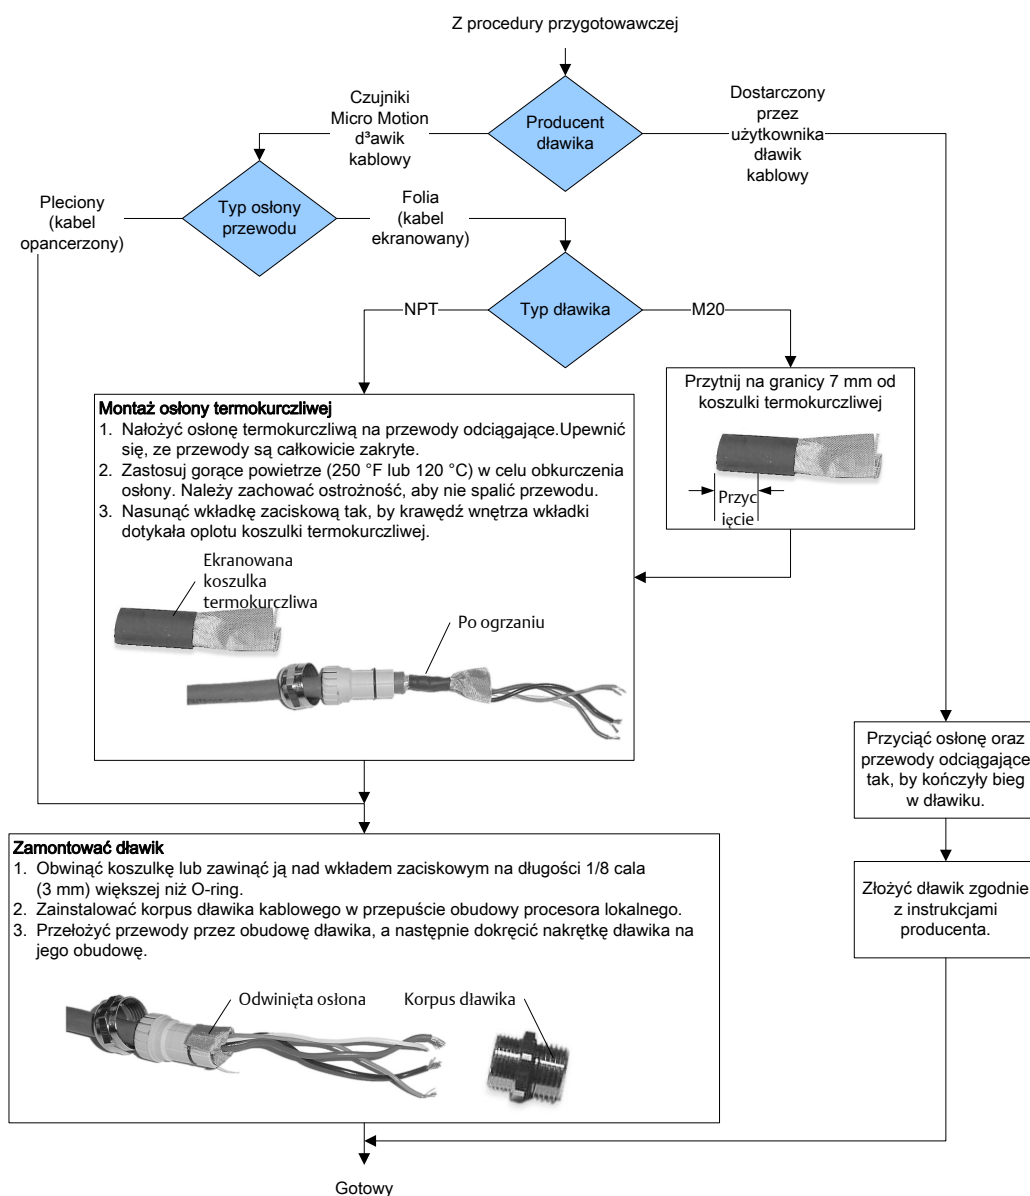 Z procedury przygotowawczej
Producent
dławika
Czujniki
Micro Motion
d³awik
kablowy
Dostarczony
przez
użytkownika
dławik
kablowy
Typ osłony
przewodu
Pleciony
(kabel
opancerzony)
Folia
(kabel
ekranowany)
Typ dławika
NPT
M20
Przytnij na granicy 7 mm od
koszulki termokurczliwej
Przyc
ięcie
Montaż osłony termokurczliwej
1. Nałożyć osłonę termokurczliwą na przewody odciągające.Upewnić
się, ze przewody są całkowicie zakryte.
2. Zastosuj gorące powietrze (250 °F lub 120 °C) w celu obkurczenia
osłony. Należy zachować ostrożność, aby nie spalić przewodu.
3. Nasunąć wkładkę zaciskową tak, by krawędź wnętrza wkładki
dotykała oplotu koszulki termokurczliwej.
Ekranowana
koszulka
termokurczliwa
Po ogrzaniu
Przyciąć osłonę oraz
przewody odciągające
tak, by kończyły bieg
w dławiku.
Zamontować dławik
1. Obwinąć koszulkę lub zawinąć ją nad wkładem zaciskowym na długości 1/8 cala
(3 mm) większej niż O-ring.
2. Zainstalować korpus dławika kablowego w przepuście obudowy procesora lokalnego.
3. Przełożyć przewody przez obudowę dławika, a następnie dokręcić nakrętkę dławika na
jego obudowę.
Odwinięta osłona
Korpus dławika
Złożyć dławik zgodnie
z instrukcjami
producenta.
Gotowy